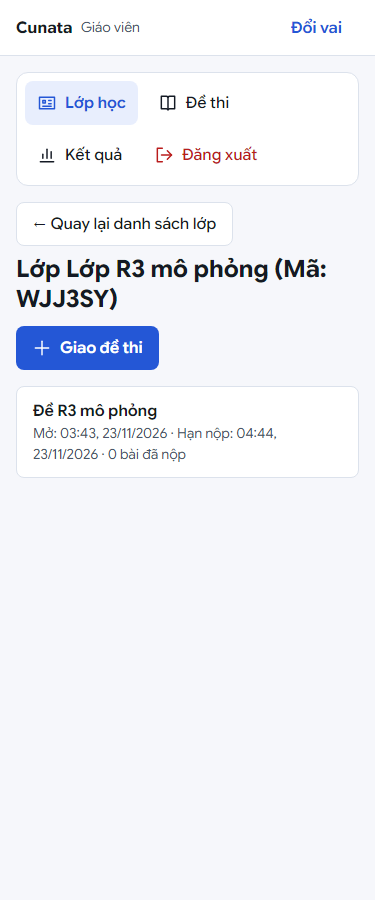 Cunata Giáo viên Đổi vai
Lớp học Đề thi
Kết quả Đăng xuất
← Quay lại danh sách lớp
Lớp Lớp R3 mô phỏng (Mã:
WJJ3SY)
Giao đề thi
Đề R3 mô phỏng
Mở: 03:43, 23/11/2026 · Hạn nộp: 04:44,
23/11/2026 · 0 bài đã nộp